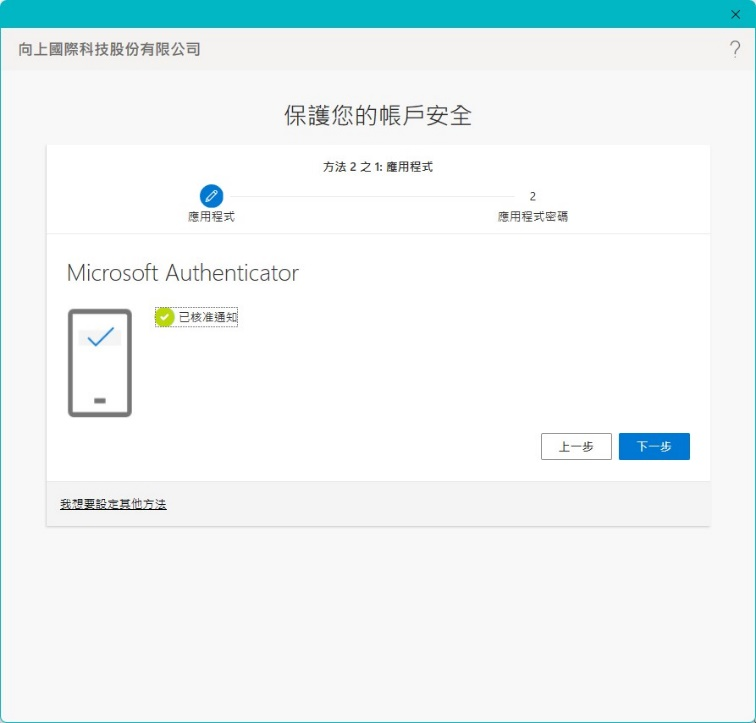 向上國際科技股份有限公司
?
保護您的帳戶安全
方法 2 之 1: 應用程式
2
應用程式
應用程式密碼
Microsoft Authenticator
已核准通知
上一步
下一步
我想要設定其他方法